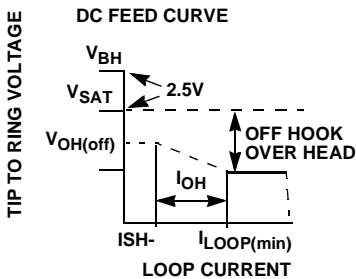 DC FEED CURVE
TIP TO RING VOLTAGE
VBH
VSAT
2.5V
VOH(off)
OFF HOOK
OVER HEAD
IOH
ISH-
ILOOP(min)
LOOP CURRENT